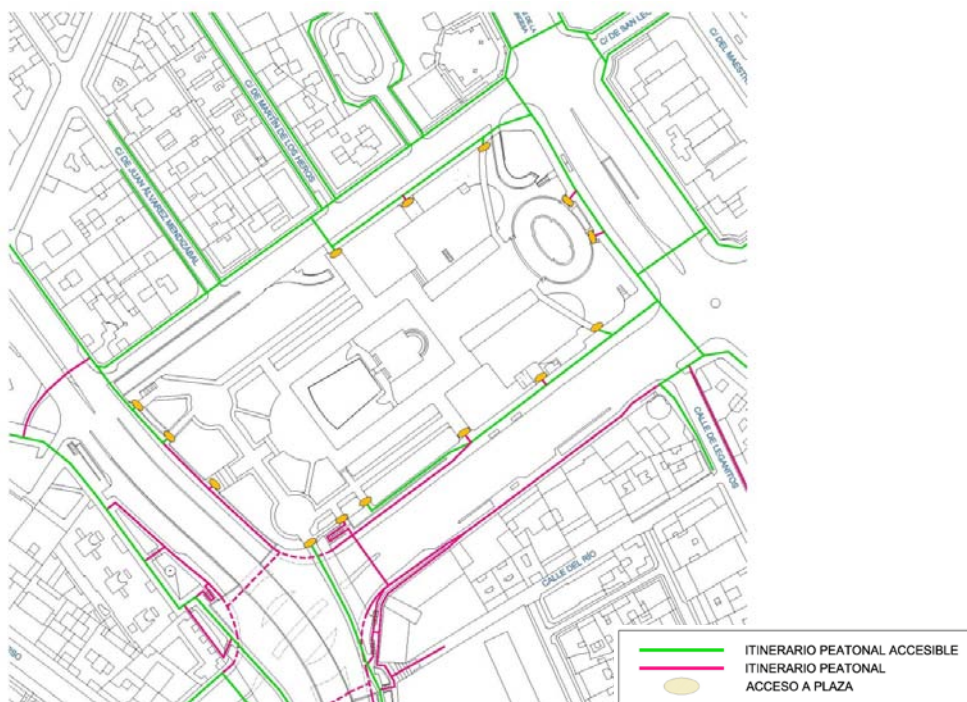 C/ DE SAN LEO
C/ DEL MAESTR
C/ DE MARTÍN DE LOS HEROS
C/ DE JUAN ÁLVAREZ MENDIZÁBAL
CALLE DE LEGANITOS
CALLE DEL RÍO
ITINERARIO PEATONAL ACCESIBLE
ITINERARIO PEATONAL
ACCESO A PLAZA